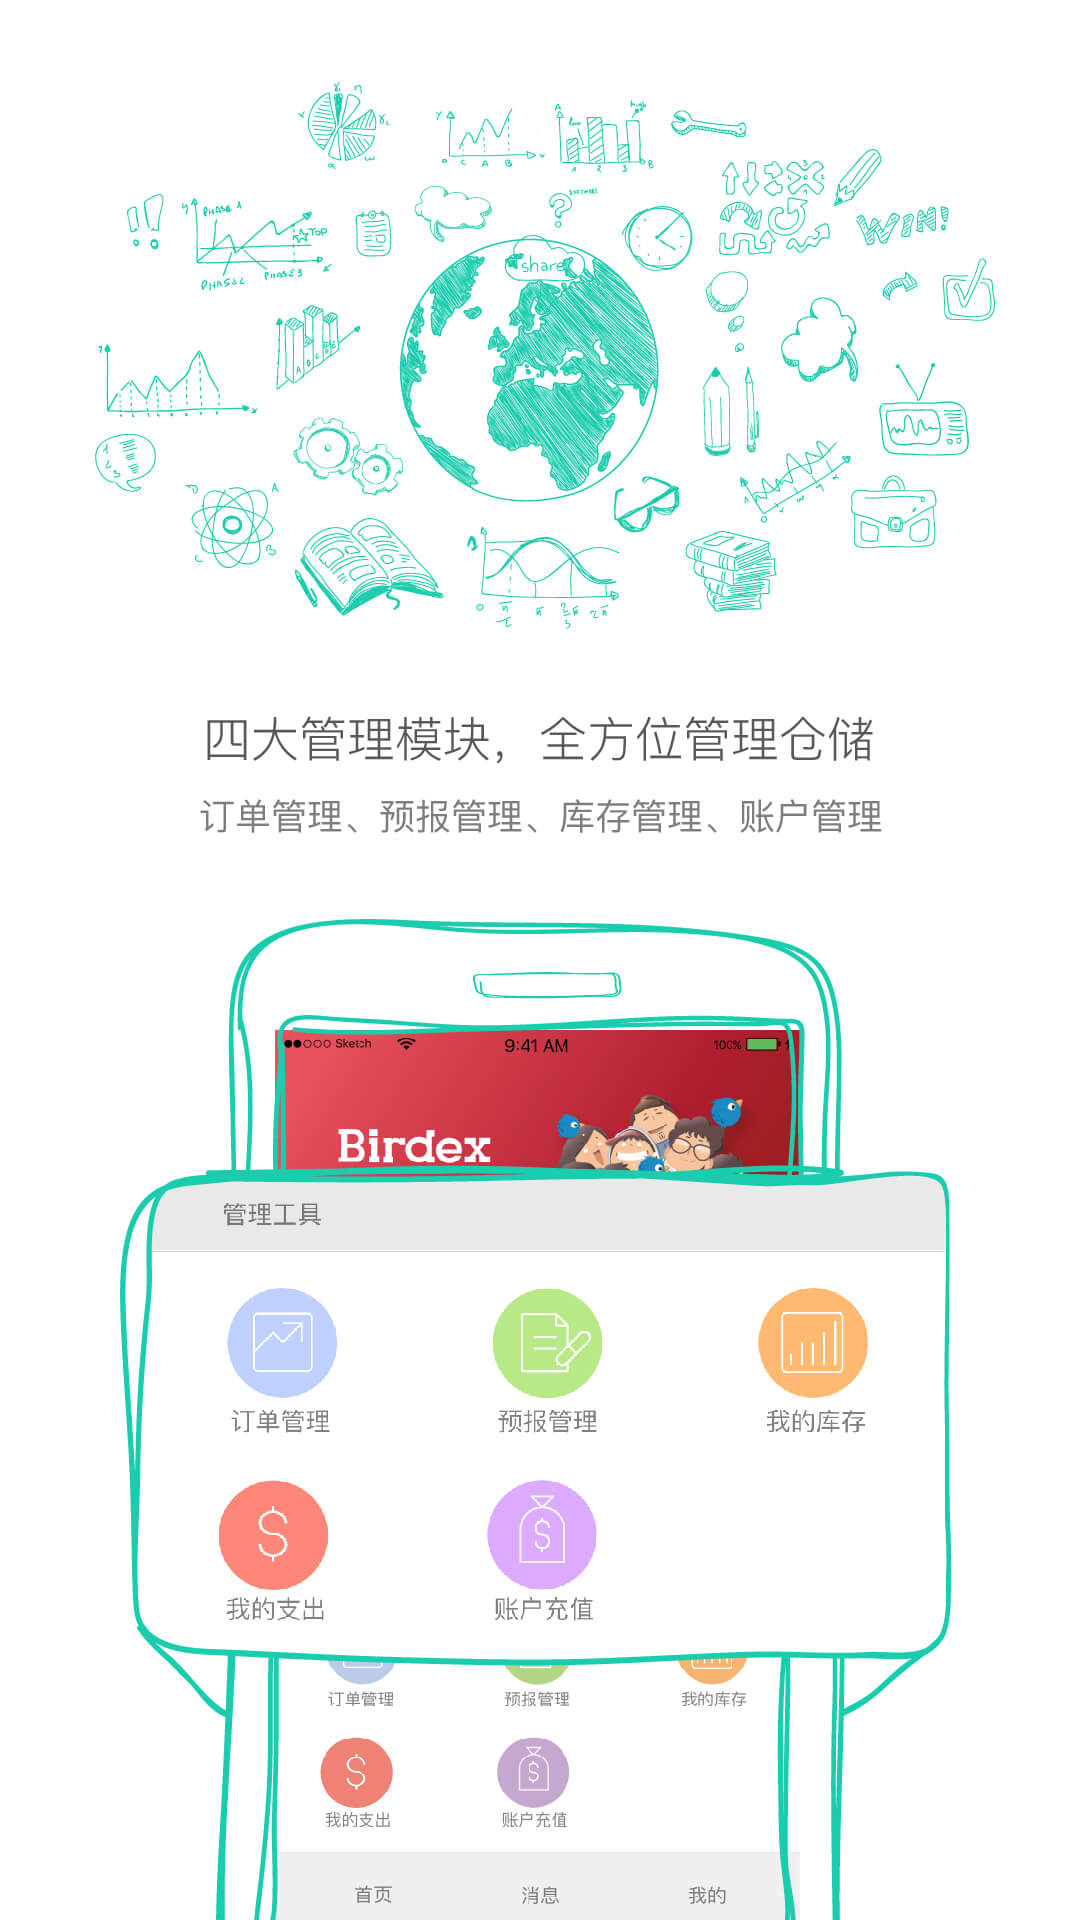 share
PHASE 1
TOP
PHASE 2
PHASE 3
SOFTWARE
high
WIN!
四大管理模块，全方位管理仓储
订单管理、预报管理、库存管理、账户管理
Sketch 9:41 AM 100%
Birdex
管理工具
订单管理 预报管理 我的库存
我的支出 账户充值
订单管理 预报管理 我的库存
我的支出 账户充值
首页 消息 我的